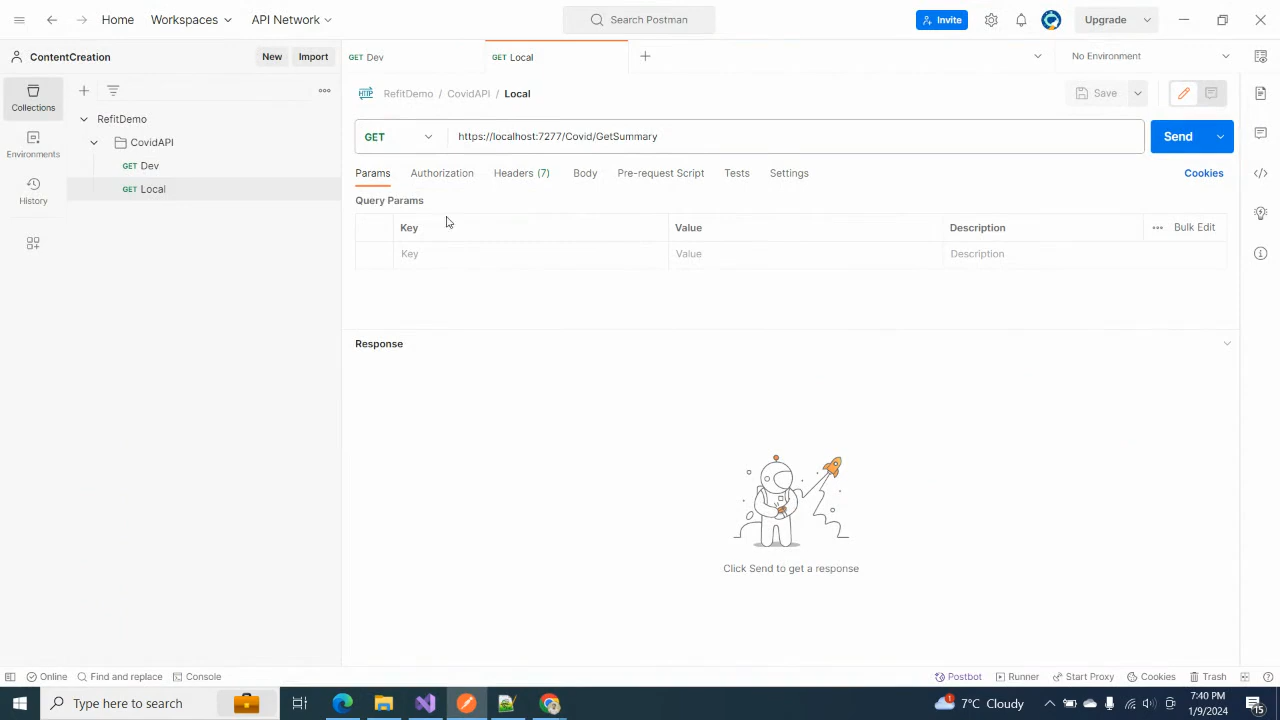 Home Workspaces API Network Search Postman Invite Upgrade
ContentCreation New Import GET Dev GET Local No Environment
Collections
RefitDemo / CovidAPI / Local Save
RefitDemo
GET https://localhost:7277/Covid/GetSummary Send
CovidAPI
Environments
GET Dev
Params Authorization Headers (7) Body Pre-request Script Tests Settings Cookies
GET Local
History
Query Params
Key Value Description Bulk Edit
Key Value Description
Response
Click Send to get a response
Online Find and replace Console Postbot Runner Start Proxy Cookies Trash
Type here to search 1 7°C Cloudy 7:40 PM
1/9/2024 15